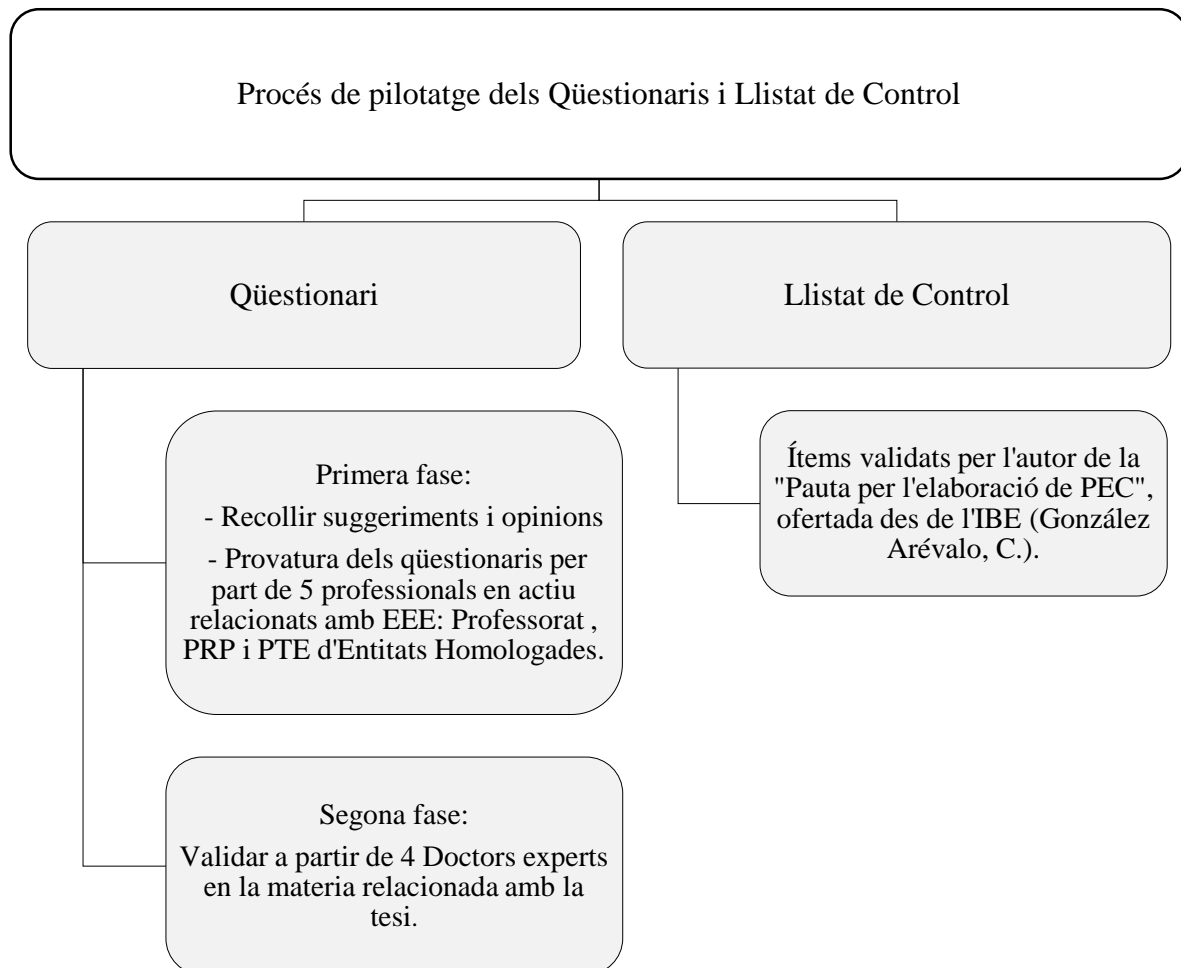 Procés de pilotatge dels Qüestionaris i Llistat de Control
Qüestionari
Llistat de Control
Primera fase:
- Recollir suggeriments i opinions
- Provatura dels qüestionaris per
part de 5 professionals en actiu
relacionats amb EEE: Professorat ,
PRP i PTE d'Entitats Homologades.
Ítems validats per l'autor de la
"Pauta per l'elaboració de PEC",
ofertada des de l'IBE (González
Arévalo, C.).
Segona fase:
Validar a partir de 4 Doctors experts
en la materia relacionada amb la
tesi.